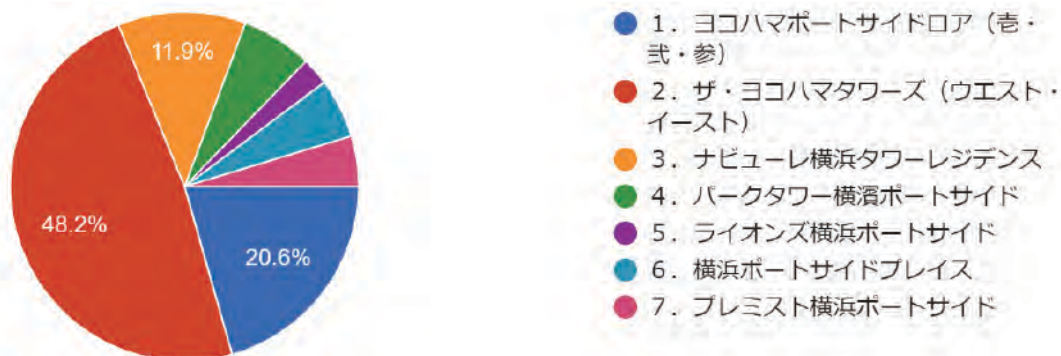 11.9%
48.2%
20.6%
1. ヨコハマポートサイドロア（壱・
弐・参）
2. ザ・ヨコハマタワーズ（ウエスト・
イースト）
3. ナビューレ横浜タワーレジデンス
4. パークタワー横濱ポートサイド
5. ライオンズ横浜ポートサイド
6. 横浜ポートサイドプレイス
7. プレミスト横浜ポートサイド